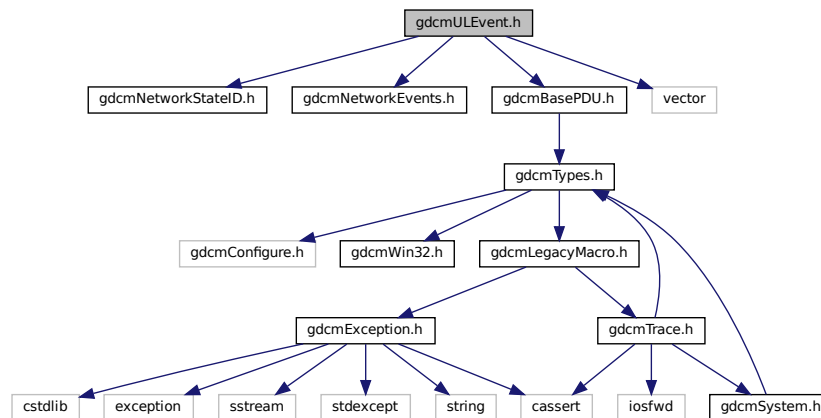 gdcmULEvent.h
gdcmNetworkStateID.h
gdcmNetworkEvents.h
gdcmBasePDU.h
vector
gdcmTypes.h
gdcmConfigure.h
gdcmWin32.h
gdcmLegacyMacro.h
gdcmException.h
gdcmTrace.h
cstdlib
exception
sstream
stdexcept
string
cassert
iosfwd
gdcmSystem.h